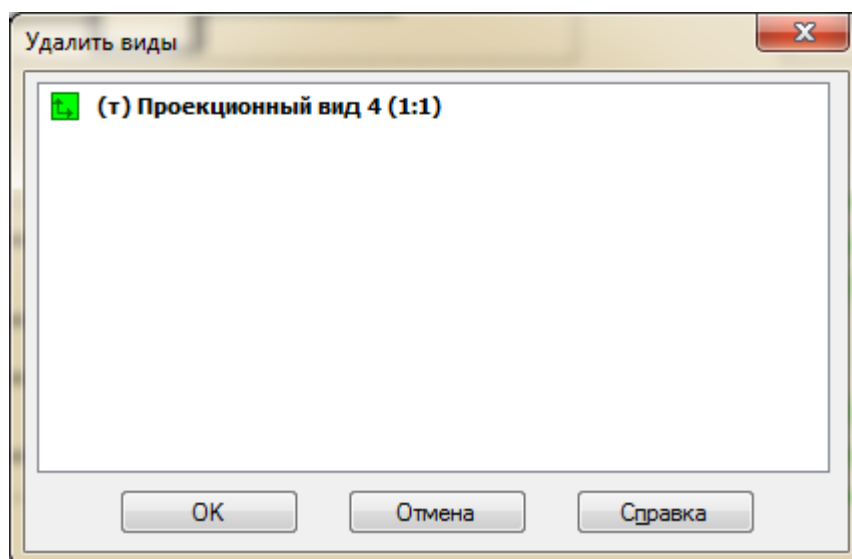 Удалить виды
(т) Проекционный вид 4 (1:1)
OK
Отмена
Справка